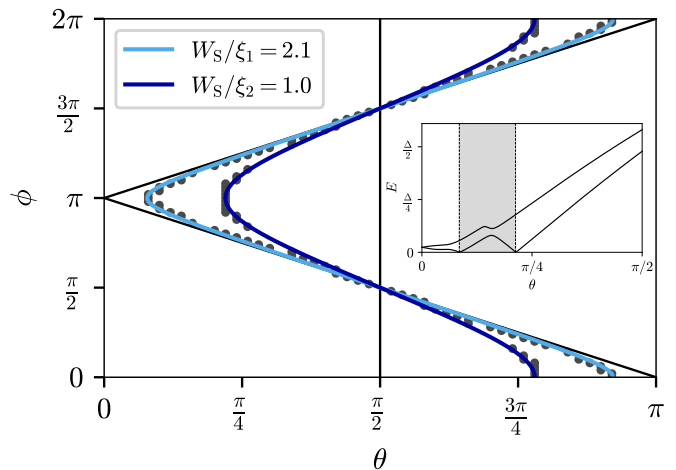 2π
W_S/ξ_1 = 2.1
W_S/ξ_2 = 1.0
3π/2
Δ/2
E
Δ/4
0
0
π/4
π/2
θ
ϕ
π
π/2
0
0
π/4
π/2
3π/4
π
θ